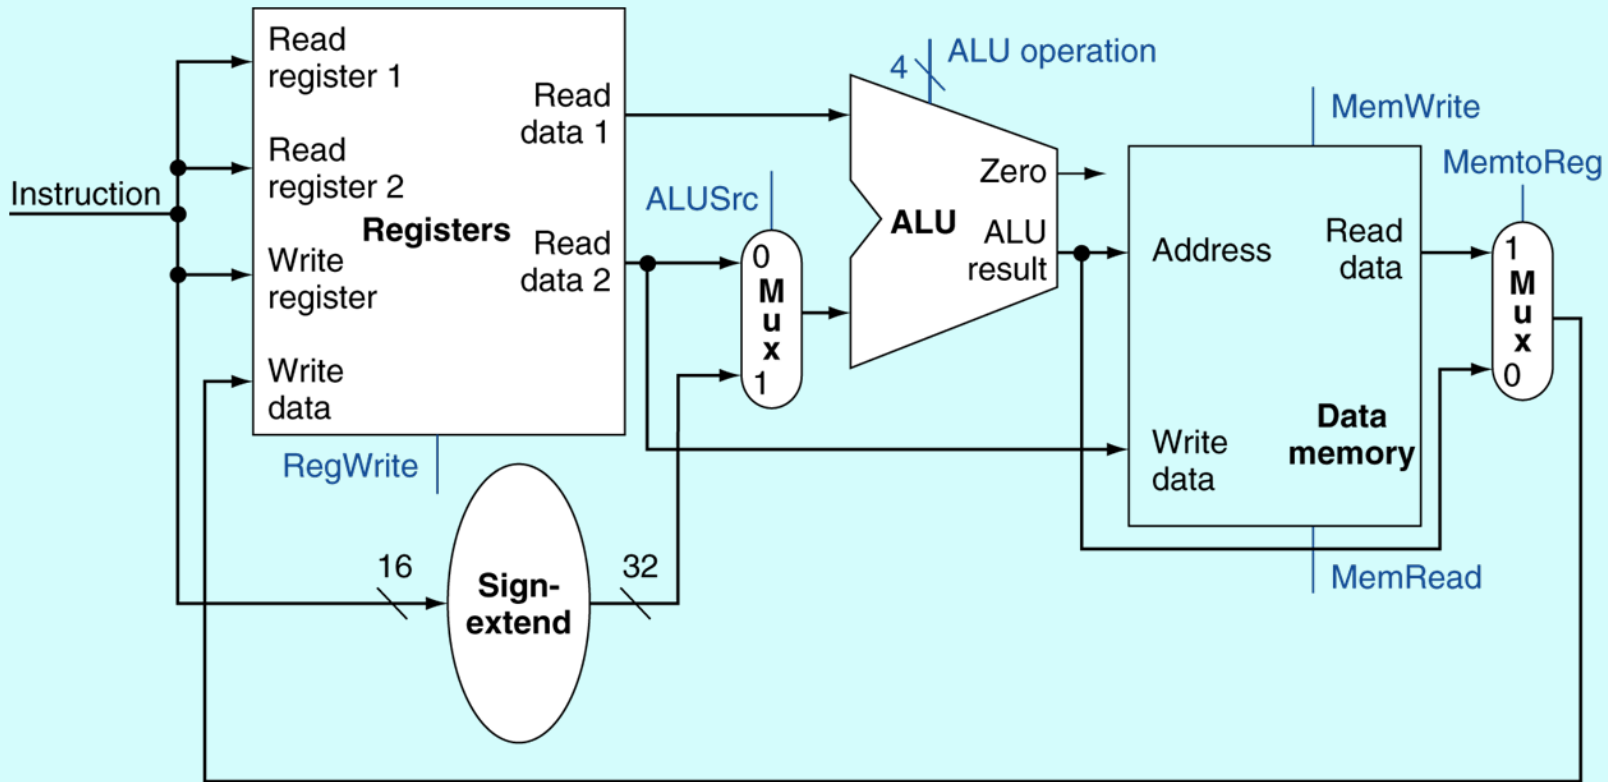 Instruction
Read
register 1
Read
register 2
Write
register
Write
data
Registers
Read
data 1
Read
data 2
RegWrite
16
Sign-
extend
32
ALUSrc
0
M
u
x
1
4
ALU operation
ALU
Zero
ALU
result
MemWrite
Address
Read
data
Write
data
Data
memory
MemRead
MemtoReg
1
M
u
x
0